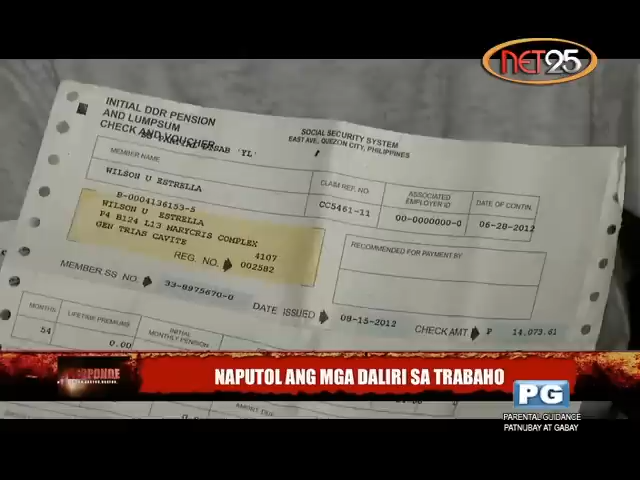 NET25
INITIAL DDR PENSION
AND LUMPSUM
CHECK AND VOUCHER
SOCIAL SECURITY SYSTEM
EAST AVE, QUEZON CITY, PHILIPPINES
MEMBER NAME
WILSON U ESTRELLA
CLAIM REF. NO.
CC5461-11
ASSOCIATED
EMPLOYER ID
00-0000000-0
DATE OF CONTIN
06-28-2012
B-0004136153-5
WILSON U ESTRELLA
P4 B124 L13 MARYCRIS COMPLEX
GEN TRIAS CAVITE
4107
REG. NO. 002582
RECOMMENDED FOR PAYMENT BY
MEMBER SS NO. 33-8975670-0
DATE ISSUED 08-15-2012
CHECK AMT P 14,073.61
MONTHS
54
LIFETIME PREMIUMS
0.00
INITIAL
MONTHLY PENSION
NAPUTOL ANG MGA DALIRI SA TRABAHO
PG
PARENTAL GUIDANCE
PATNUBAY AT GABAY